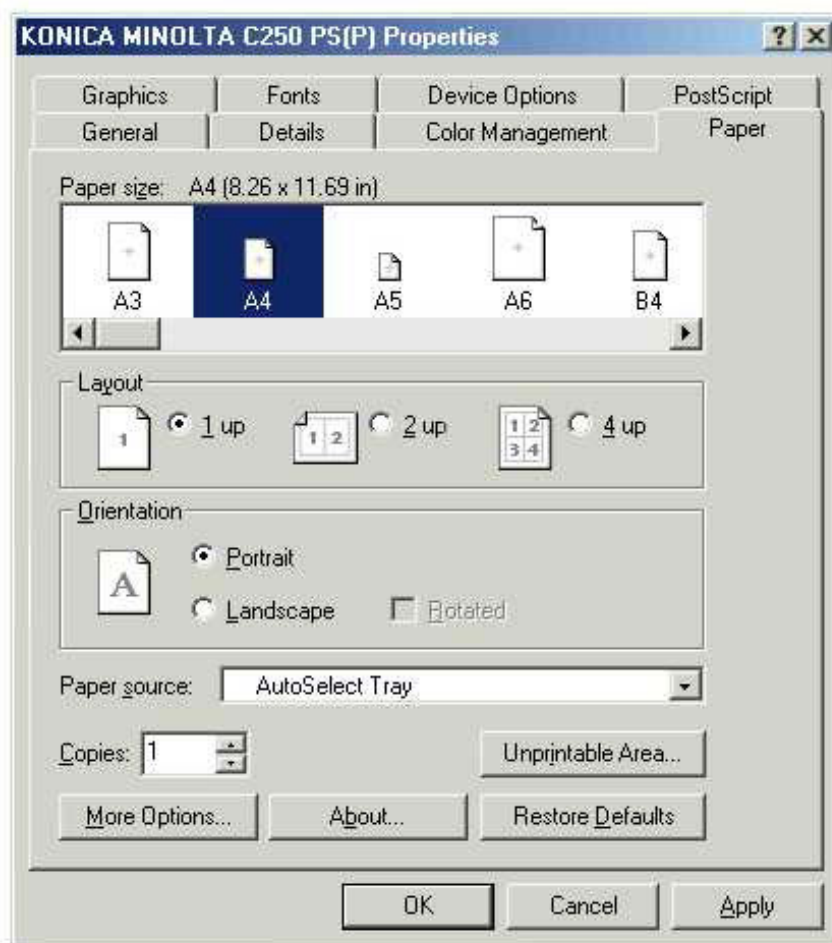 KONICA MINOLTA C250 PS(P) Properties
Graphics Fonts Device Options PostScript
General Details Color Management Paper
Paper size: A4 (8.26 x 11.69 in)
A3 A4 A5 A6 B4
Layout
1 1 up 1 2 2 up 1 2 3 4 4 up
Orientation
A Portrait
Landscape Rotated
Paper source: AutoSelect Tray
Copies: 1 Unprintable Area...
More Options... About... Restore Defaults
OK Cancel Apply